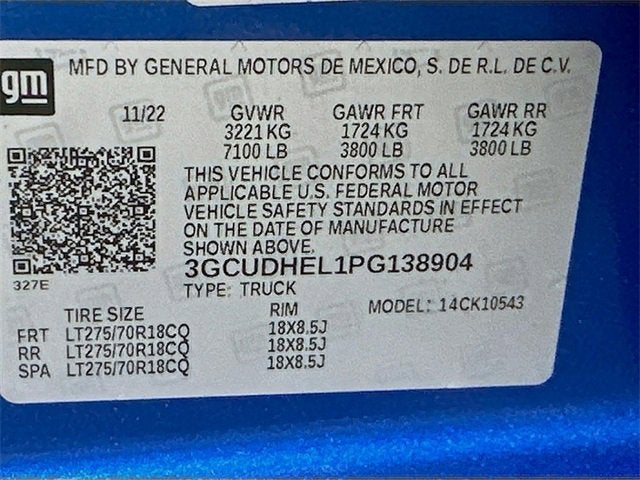 gm
MFD BY GENERAL MOTORS DE MEXICO, S. DE R.L. DE C.V.
11/22 GVWR GAWR FRT GAWR RR
3221 KG 1724 KG 1724 KG
7100 LB 3800 LB 3800 LB
THIS VEHICLE CONFORMS TO ALL
APPLICABLE U.S. FEDERAL MOTOR
VEHICLE SAFETY STANDARDS IN EFFECT
ON THE DATE OF MANUFACTURE
SHOWN ABOVE.
3GCUDHEL1PG138904
327E
TYPE: TRUCK
TIRE SIZE RIM MODEL: 14CK10543
FRT LT275/70R18CQ 18X8.5J
RR LT275/70R18CQ 18X8.5J
SPA LT275/70R18CQ 18X8.5J